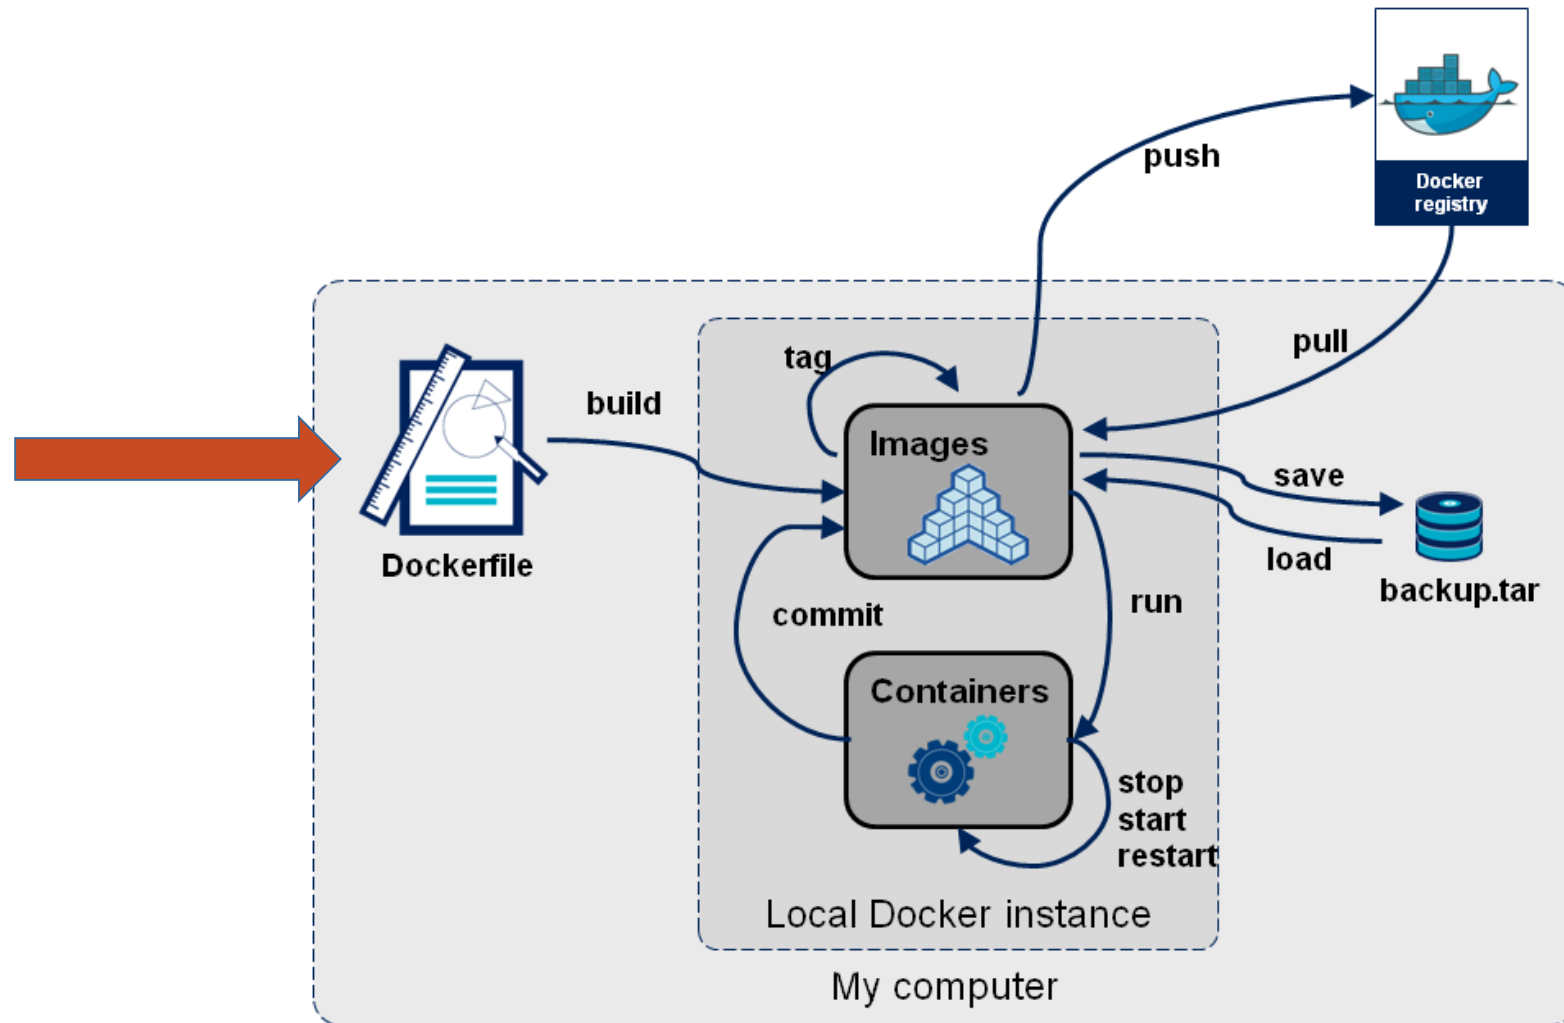 push
Docker
registry
pull
tag
build
Images
save
Dockerfile
load
backup.tar
run
commit
Containers
stop
start
restart
Local Docker instance
My computer